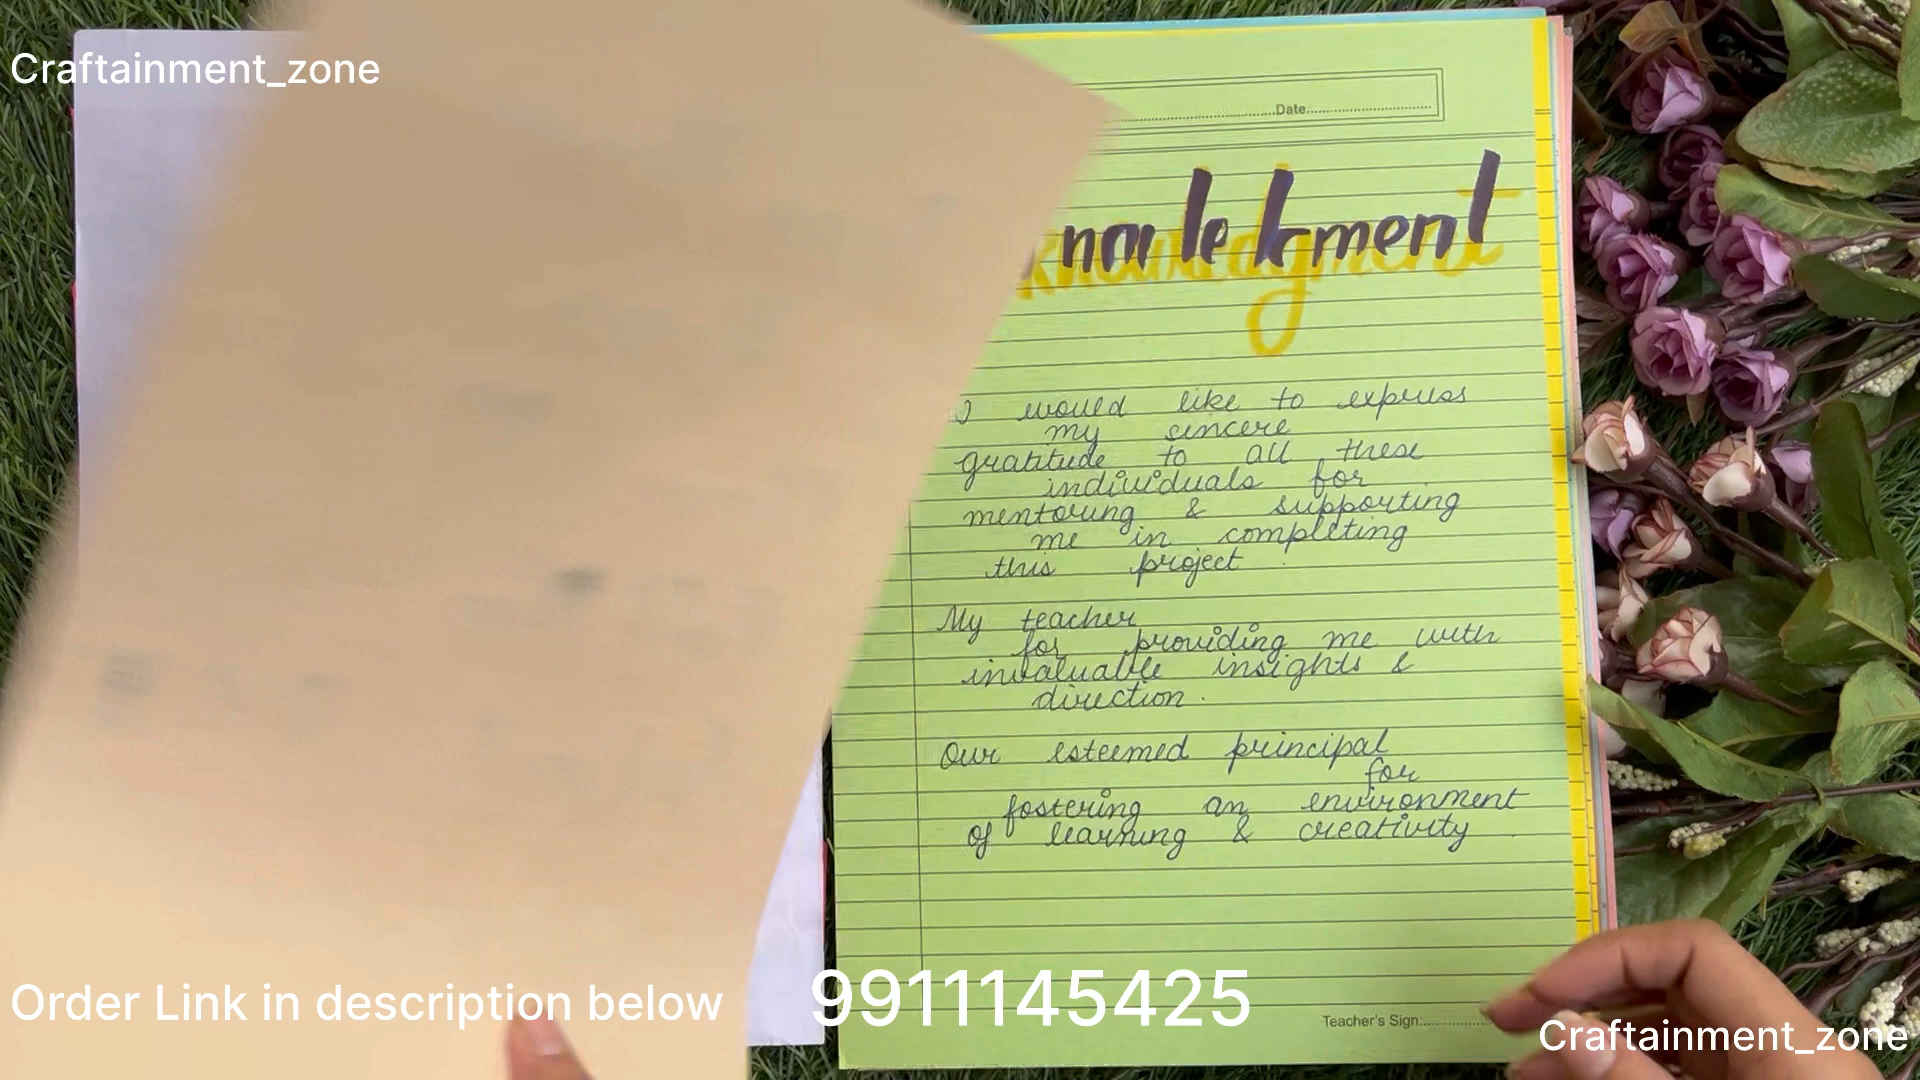 Craftainment_zone
Date
nowledgment
knowledgment
I would like to express
my sincere
gratitude to all these
individuals for
mentoring & supporting
me in completing
this project.
My teacher
for providing me with
invaluable insights &
direction.
Our esteemed principal
for
fostering an environment
of learning & creativity
Order Link in description below
9911145425
Teacher's Sign
Craftainment_zone